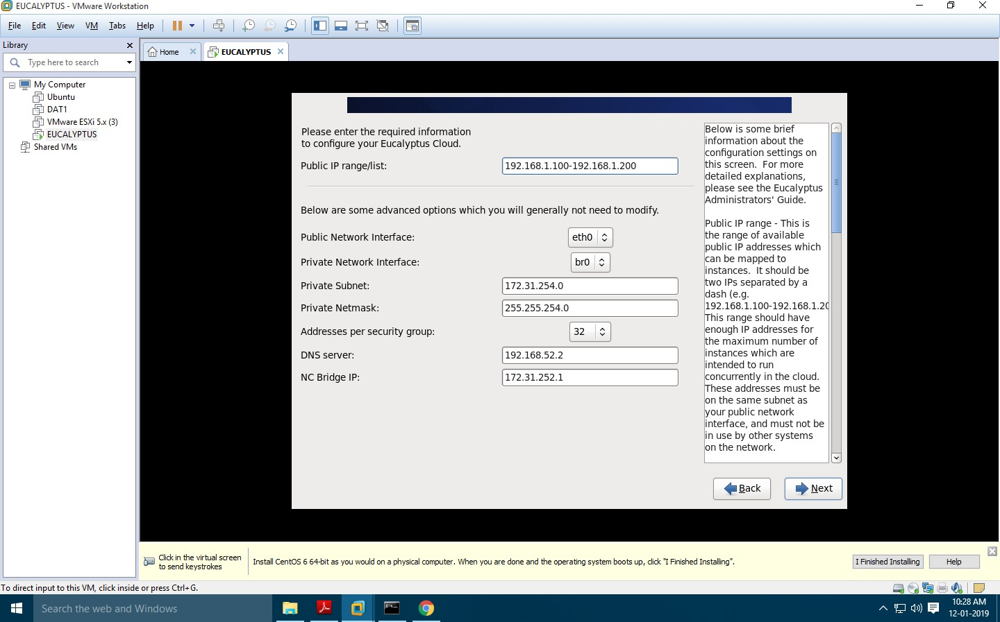 EUCALYPTUS - VMware Workstation
File Edit View VM Tabs Help
Library
Type here to search
My Computer
Ubuntu
DAT1
VMware ESXi 5.x (3)
EUCALYPTUS
Shared VMs
Home
EUCALYPTUS
Please enter the required information
to configure your Eucalyptus Cloud.
Public IP range/list: 192.168.1.100-192.168.1.200
Below are some advanced options which you will generally not need to modify.
Public Network Interface: eth0
Private Network Interface: br0
Private Subnet: 172.31.254.0
Private Netmask: 255.255.254.0
Addresses per security group: 32
DNS server: 192.168.52.2
NC Bridge IP: 172.31.252.1
Below is some brief
information about the
configuration settings on
this screen. For more
detailed explanations,
please see the Eucalyptus
Administrators' Guide.
Public IP range - This is
the range of available
public IP addresses which
can be mapped to
instances. It should be
two IPs separated by a
dash (e.g.
192.168.1.100-192.168.1.20
This range should have
enough IP addresses for
the maximum number of
instances which are
intended to run
concurrently in the cloud.
These addresses must be
on the same subnet as
your public network
interface, and must not be
in use by other systems
on the network.
Back
Next
Click in the virtual screen
to send keystrokes
Install CentOS 6 64-bit as you would on a physical computer. When you are done and the operating system boots up, click "I Finished Installing".
I Finished Installing
Help
To direct input to this VM, click inside or press Ctrl+G.
Search the web and Windows
10:28 AM
12-01-2019